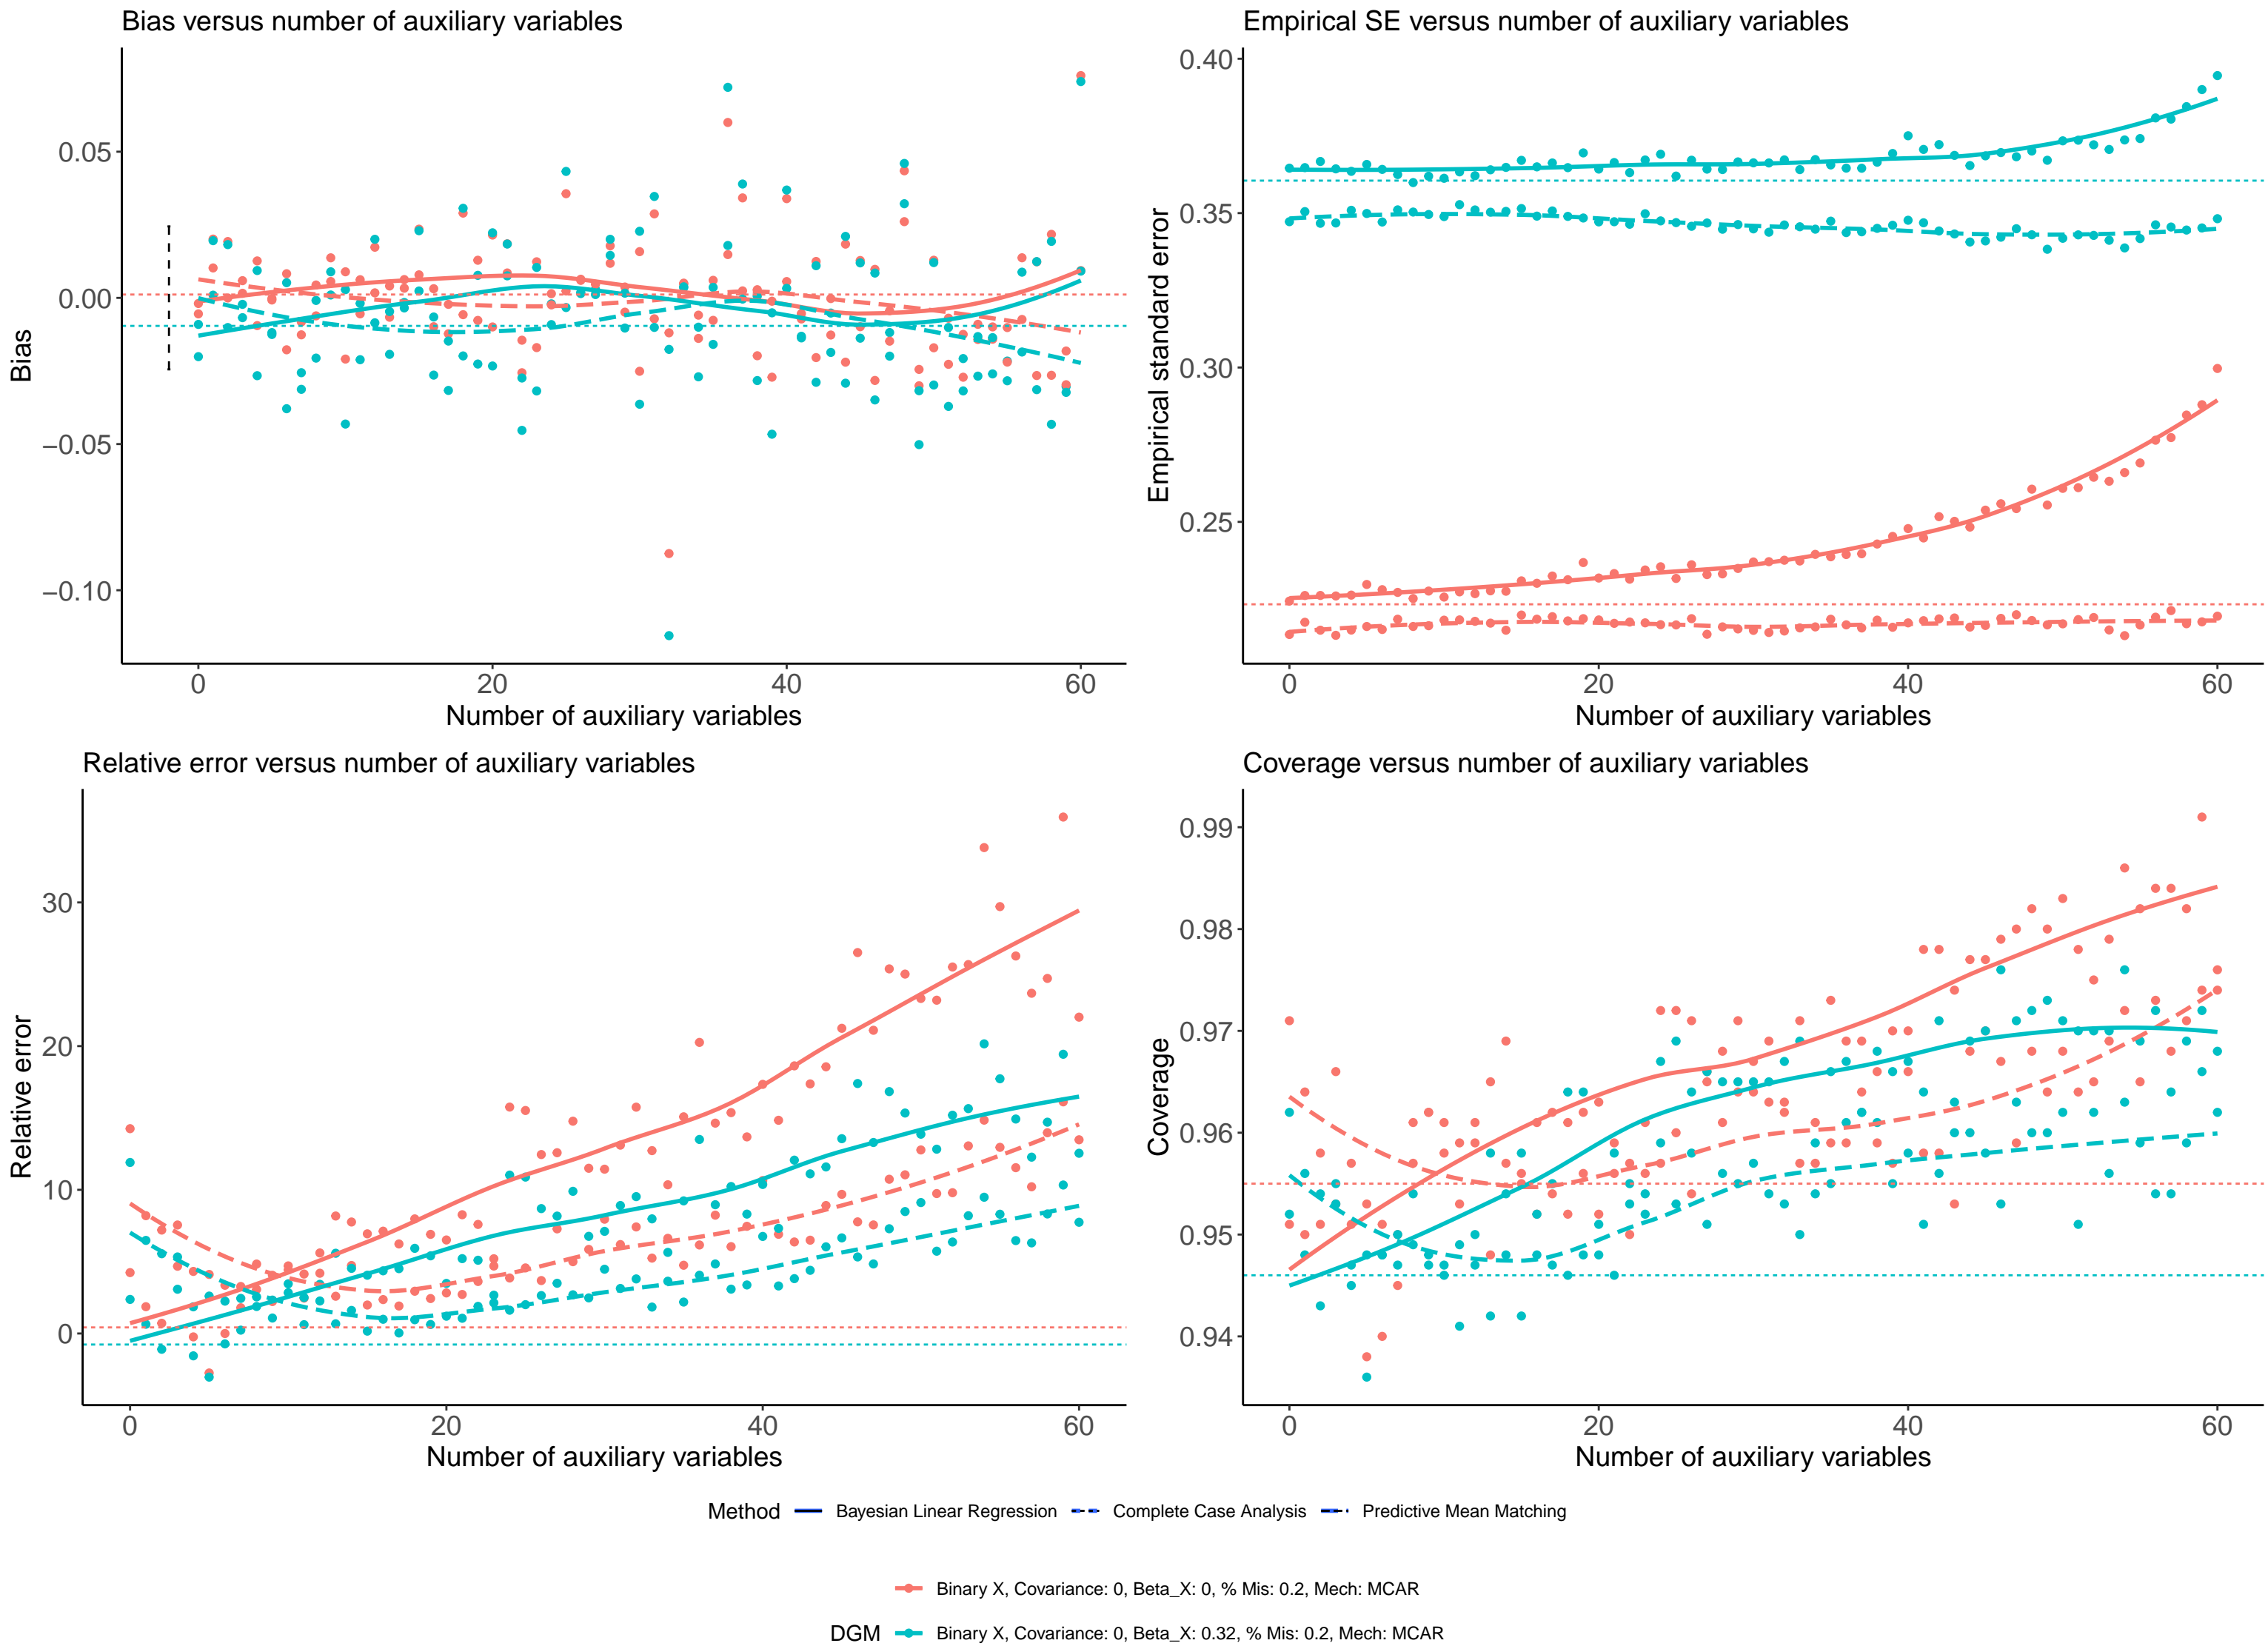 Bias versus number of auxiliary variables
Bias
0.05
0.00
−0.05
−0.10
0 20 40 60
Number of auxiliary variables
Empirical SE versus number of auxiliary variables
Empirical standard error
0.40
0.35
0.30
0.25
0 20 40 60
Number of auxiliary variables
Relative error versus number of auxiliary variables
Relative error
30
20
10
0
0 20 40 60
Number of auxiliary variables
Coverage versus number of auxiliary variables
Coverage
0.99
0.98
0.97
0.96
0.95
0.94
0 20 40 60
Number of auxiliary variables
Method Bayesian Linear Regression Complete Case Analysis Predictive Mean Matching
Binary X, Covariance: 0, Beta_X: 0, % Mis: 0.2, Mech: MCAR
DGM Binary X, Covariance: 0, Beta_X: 0.32, % Mis: 0.2, Mech: MCAR